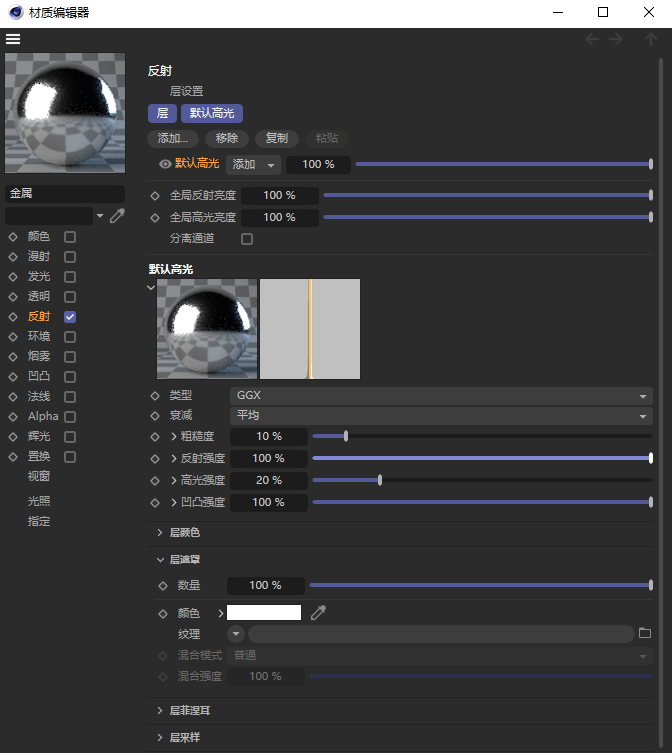 材质编辑器
反射
层设置
层 默认高光
添加... 移除 复制 粘贴
默认高光 添加 100 %
金属
全局反射亮度 100 %
全局高光亮度 100 %
分离通道
颜色
漫射
发光
透明
反射
环境
烟雾
凹凸
法线
Alpha
辉光
置换
视窗
光照
指定
默认高光
类型 GGX
衰减 平均
粗糙度 10 %
反射强度 100 %
高光强度 20 %
凹凸强度 100 %
层颜色
层遮罩
数量 100 %
颜色
纹理
混合模式 普通
混合强度 100 %
层菲涅耳
层采样